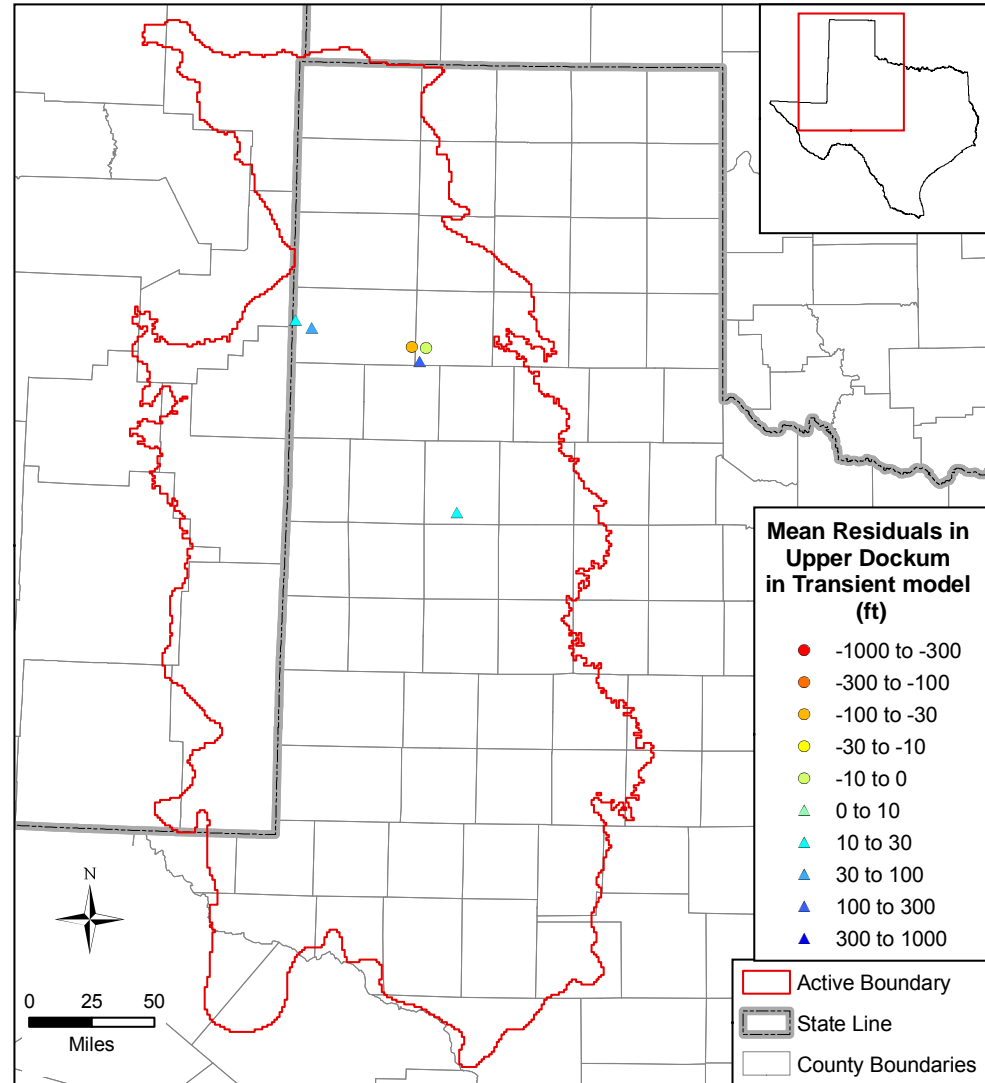 Mean Residuals in
Upper Dockum
in Transient model
(ft)
-1000 to -300
-300 to -100
-100 to -30
-30 to -10
-10 to 0
0 to 10
10 to 30
30 to 100
100 to 300
300 to 1000
N
0 25 50
Miles
Active Boundary
State Line
County Boundaries